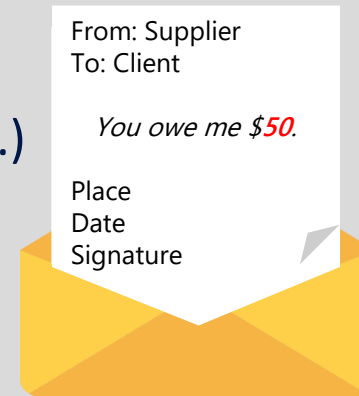 From: Supplier
To: Client
.)
You owe me $50.
Place
Date
Signature